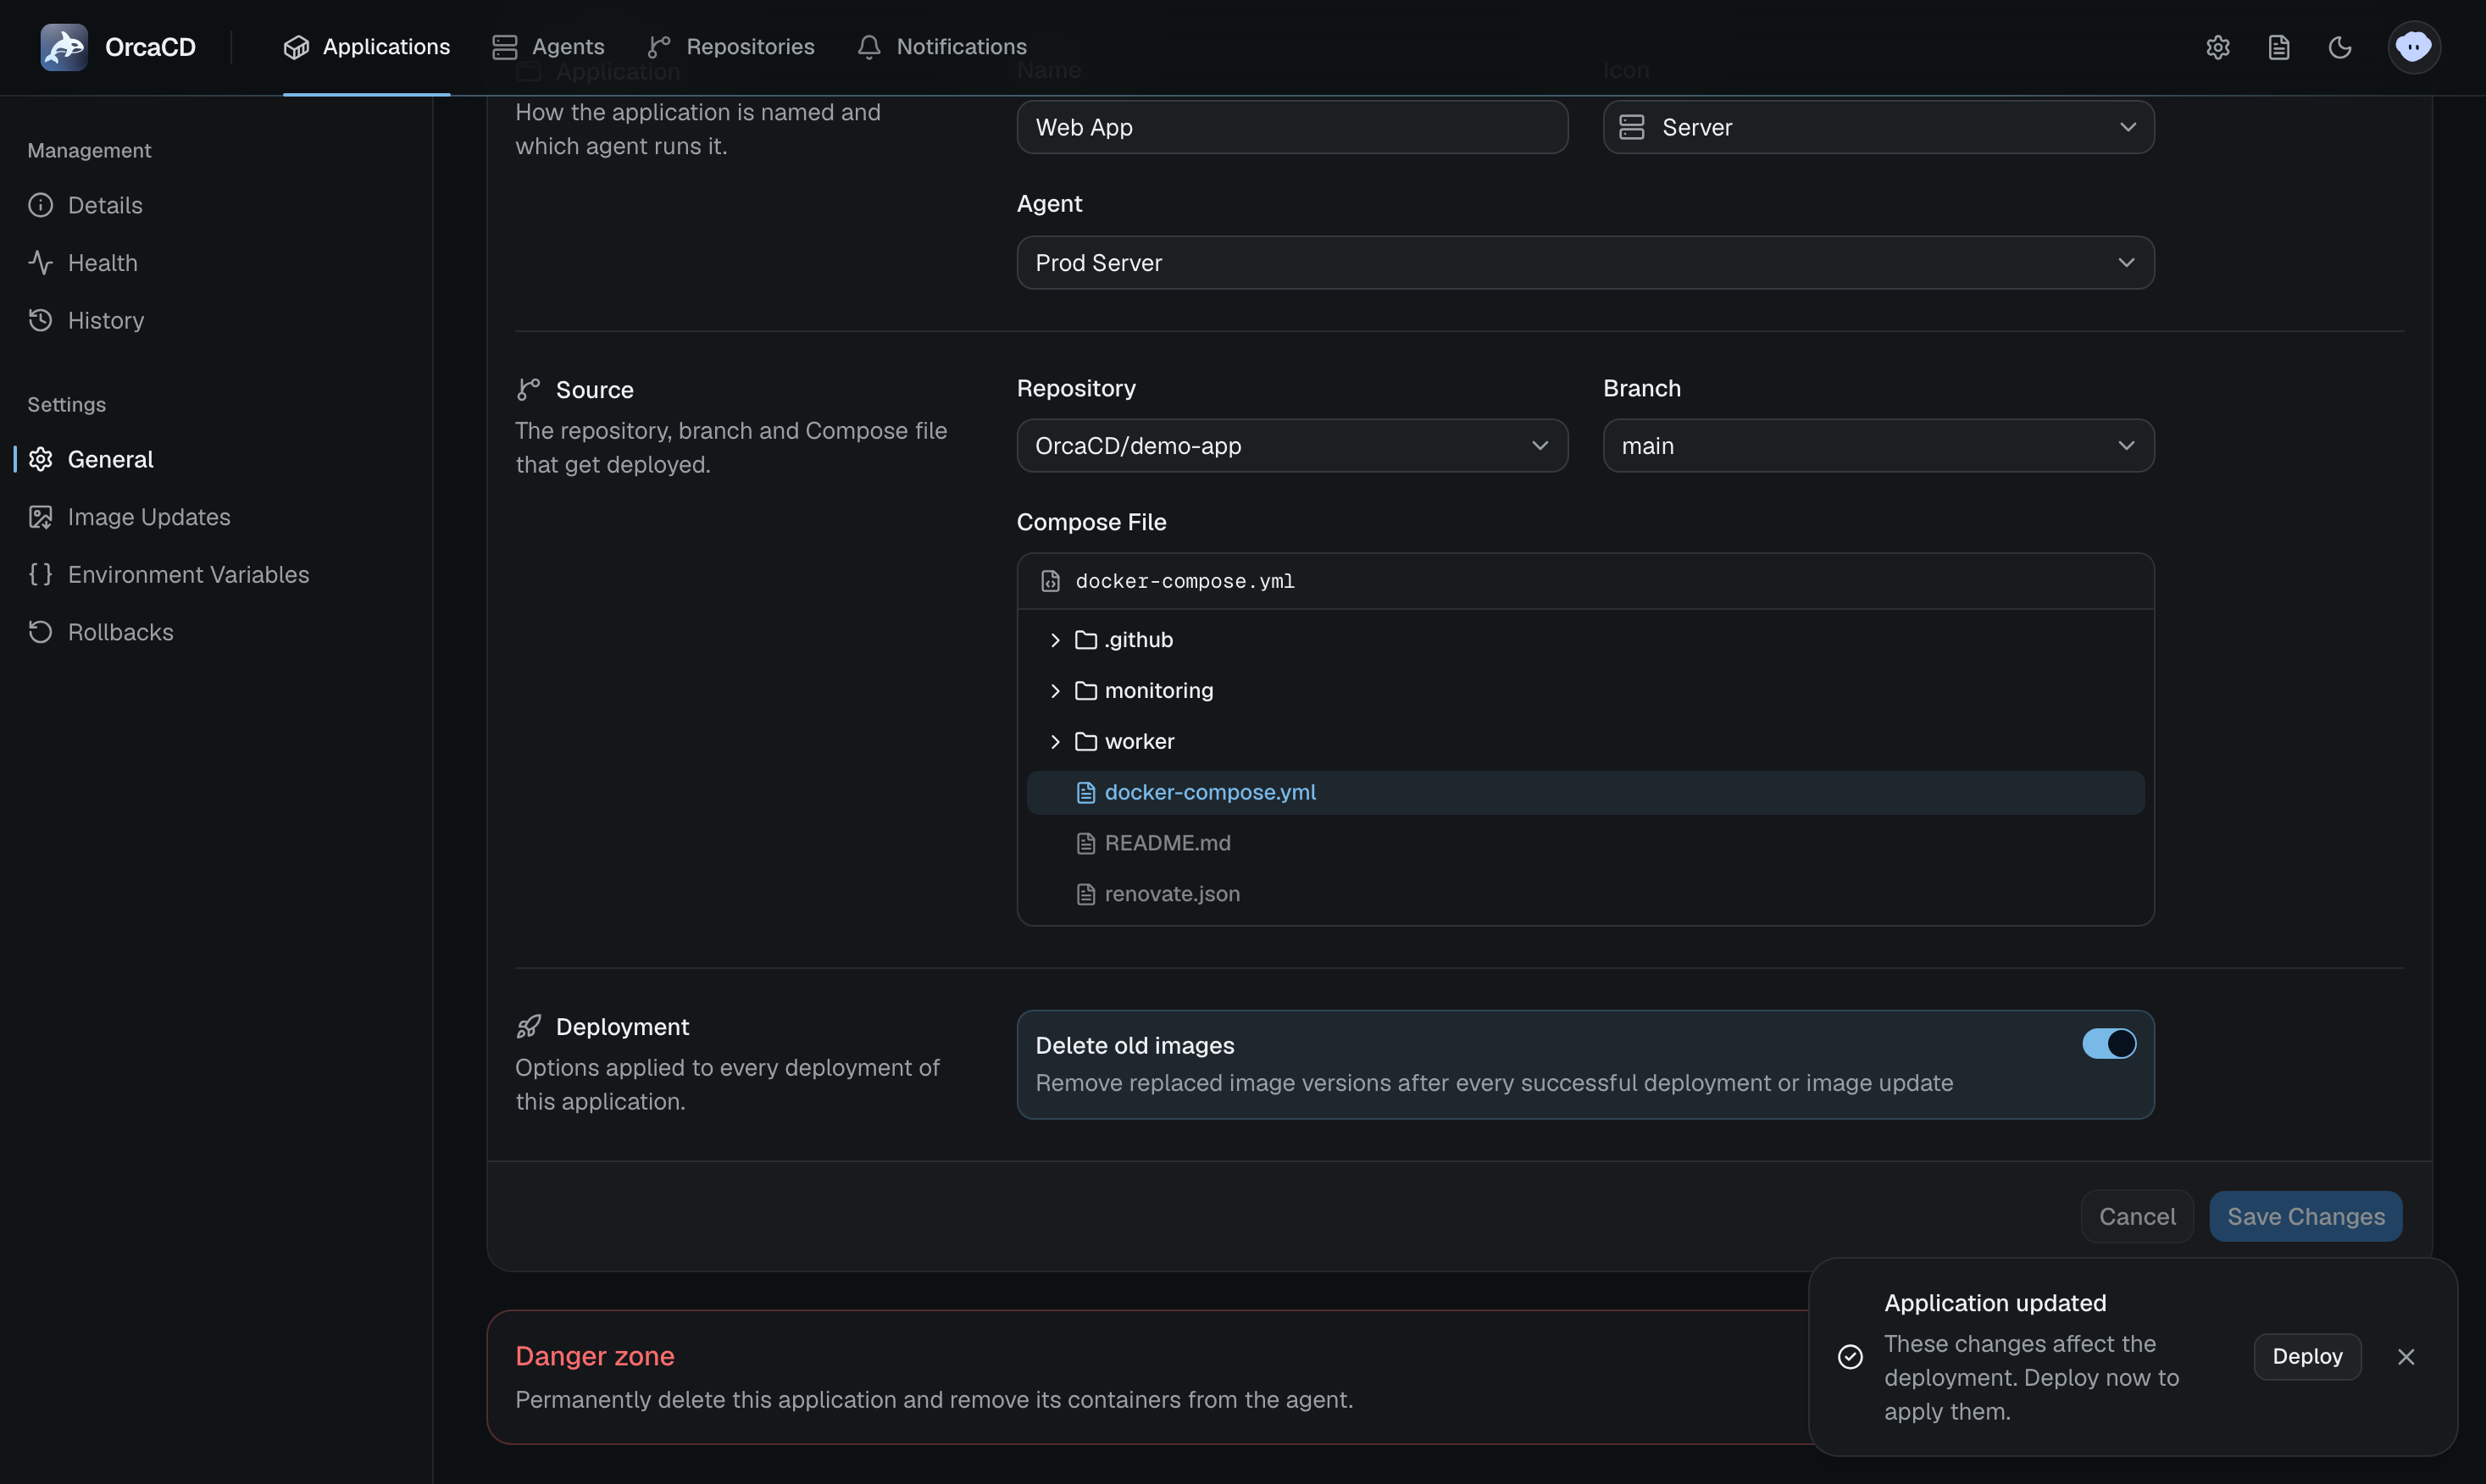 OrcaCD
Applications
Agents
Repositories
Notifications
Management
Details
Health
History
Settings
General
Image Updates
Environment Variables
Rollbacks
Application
How the application is named and
which agent runs it.
Name
Web App
Icon
Server
Agent
Prod Server
Source
The repository, branch and Compose file
that get deployed.
Repository
OrcaCD/demo-app
Branch
main
Compose File
docker-compose.yml
.github
monitoring
worker
docker-compose.yml
README.md
renovate.json
Deployment
Options applied to every deployment of
this application.
Delete old images
Remove replaced image versions after every successful deployment or image update
Cancel
Save Changes
Danger zone
Permanently delete this application and remove its containers from the agent.
Application updated
These changes affect the
deployment. Deploy now to
apply them.
Deploy